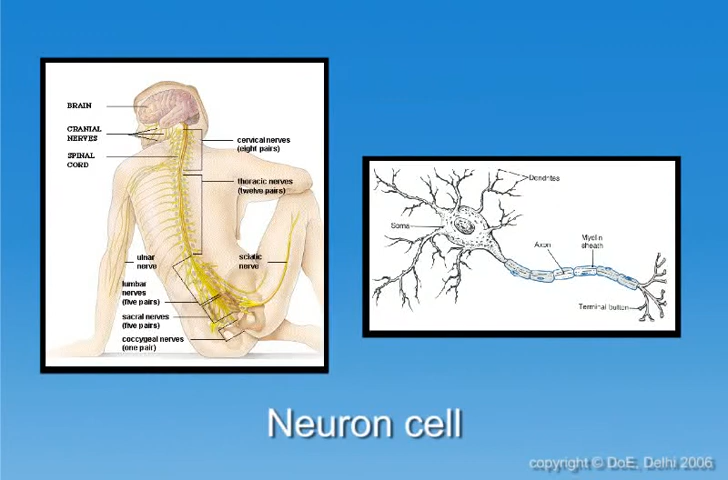 BRAIN
CRANIAL
NERVES
SPINAL
CORD
cervical nerves
(eight pairs)
thoracic nerves
(twelve pairs)
ulnar
nerve
sciatic
nerve
lumbar
nerves
(five pairs)
sacral nerves
(five pairs)
coccygeal nerves
(one pair)
Dendrites
Soma
Axon
Myelin
sheath
Terminal button
Neuron cell
copyright © DoE, Delhi 2006